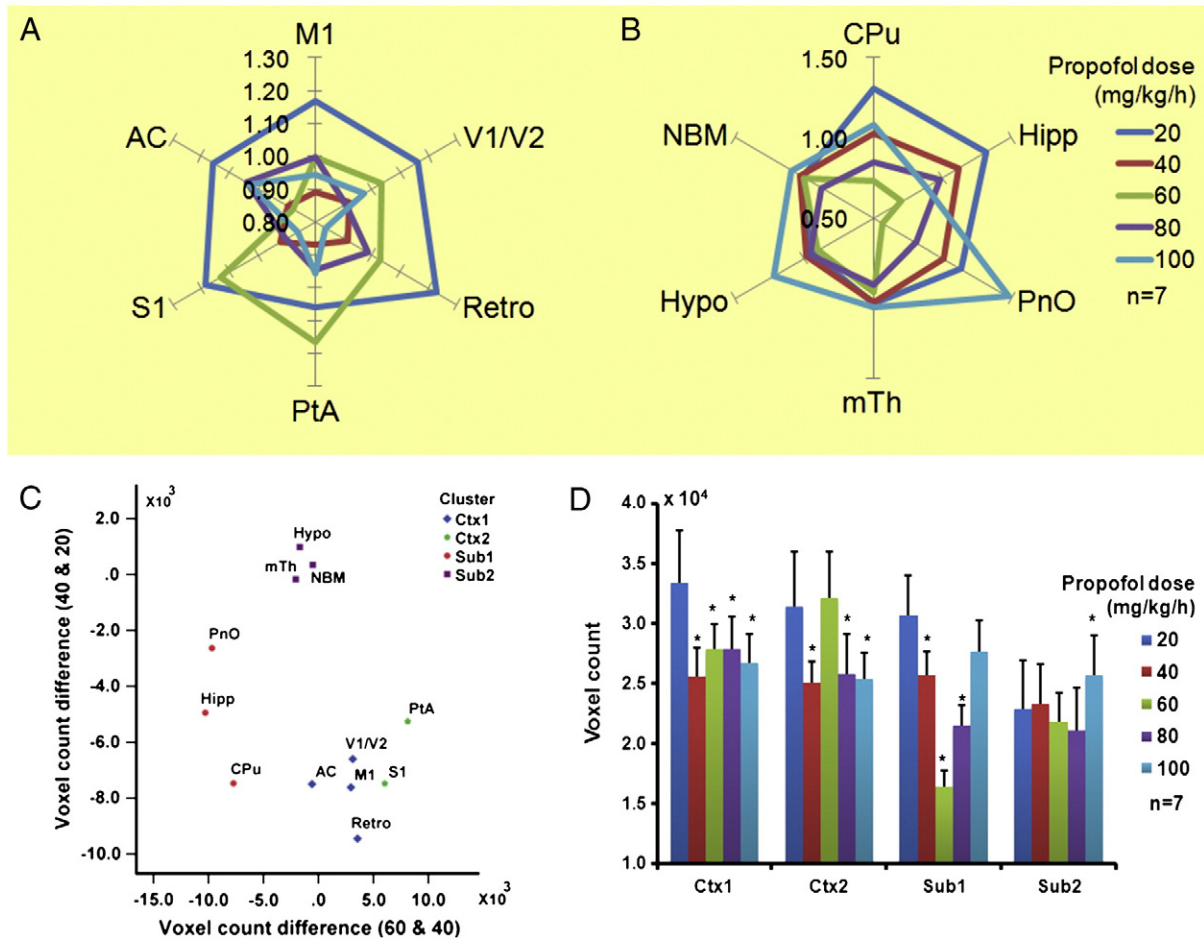 A
M1
1.30
1.20
1.10
1.00
0.90
0.80
AC
V1/V2
S1
Retro
PtA
B
CPu
1.50
1.00
0.50
NBM
Hipp
Hypo
PnO
mTh
Propofol dose
(mg/kg/h)
20
40
60
80
100
n=7
C
X10³
2.0
.0
-2.0
-4.0
-6.0
-8.0
-10.0
Voxel count difference (40 & 20)
Cluster
Ctx1
Ctx2
Sub1
Sub2
Hypo
mTh
NBM
PnO
Hipp
PtA
V1/V2
CPu
AC
M1
S1
Retro
-15.0 -10.0 -5.0 .0 5.0 10.0 X10³
Voxel count difference (60 & 40)
D
x 10⁴
4.0
3.5
3.0
2.5
2.0
1.5
1.0
Voxel count
* * * *
* * *
* * *
*
Ctx1 Ctx2 Sub1 Sub2
Propofol dose
(mg/kg/h)
20
40
60
80
100
n=7